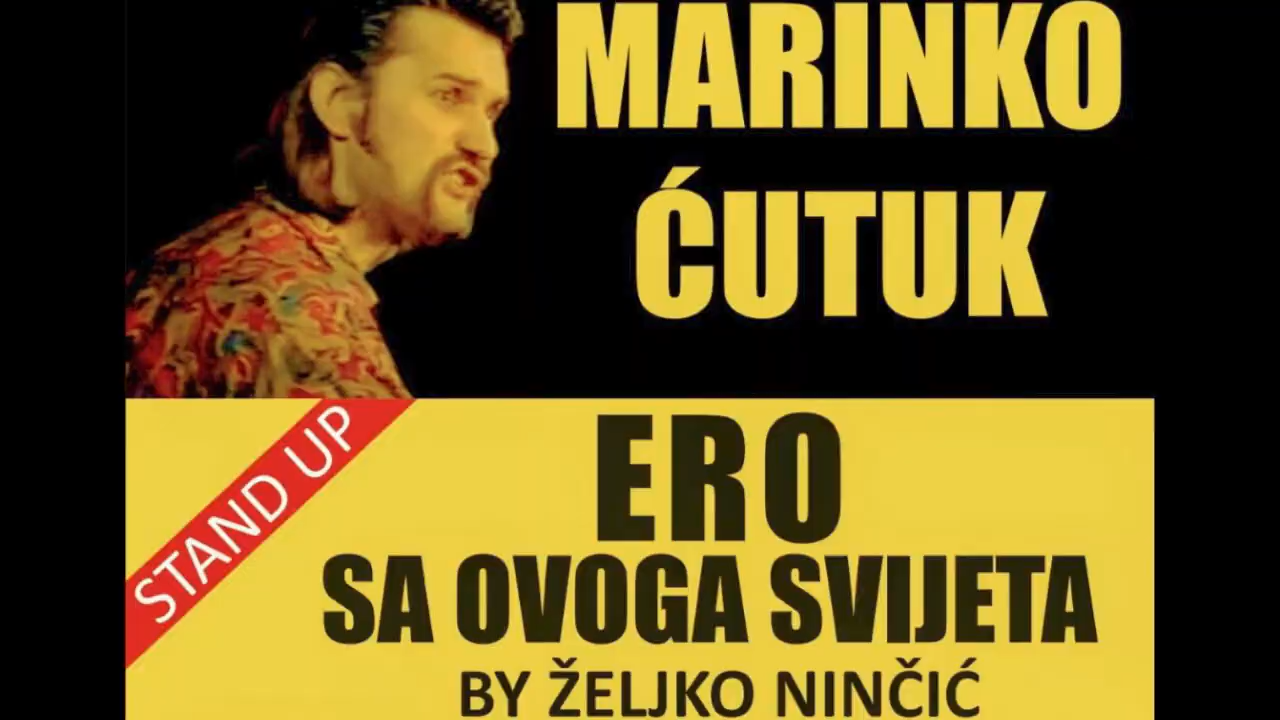 MARINKO
ĆUTUK
STAND UP
ERO
SA OVOGA SVIJETA
BY ŽELJKO NINČIĆ